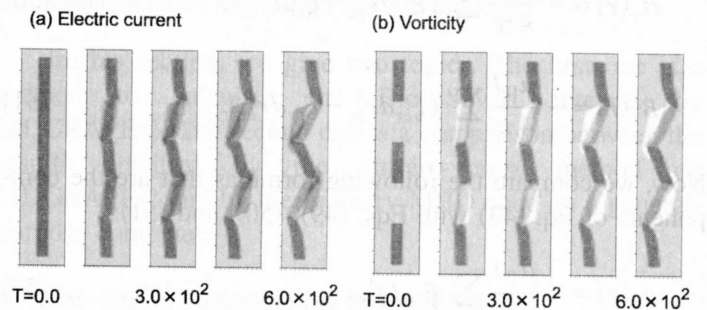 (a) Electric current
(b) Vorticity
T=0.0
3.0 × 10²
6.0 × 10²
T=0.0
3.0 × 10²
6.0 × 10²